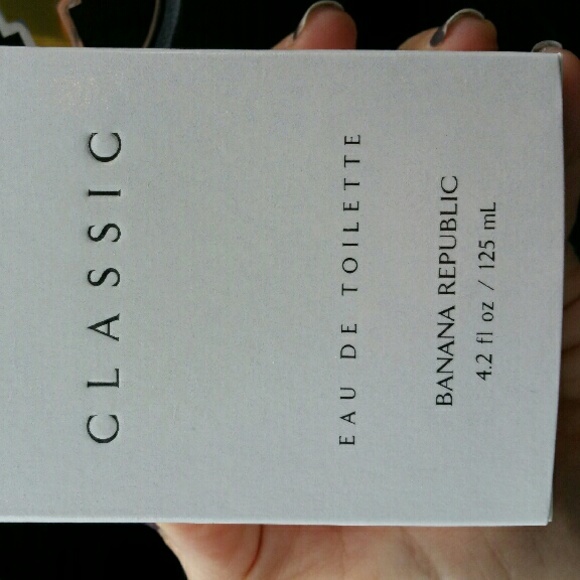 CLASSIC
EAU DE TOILETTE
BANANA REPUBLIC
4.2 fl oz / 125 mL